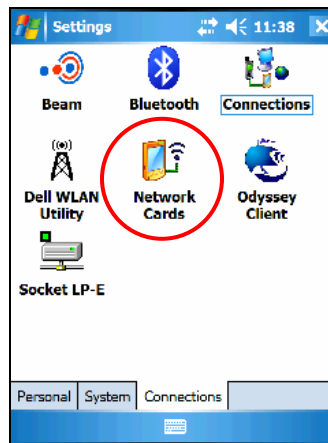 Settings 11:38
Beam Bluetooth Connections
Dell WLAN Network Odyssey
Utility Cards Client
Socket LP-E
Personal System Connections